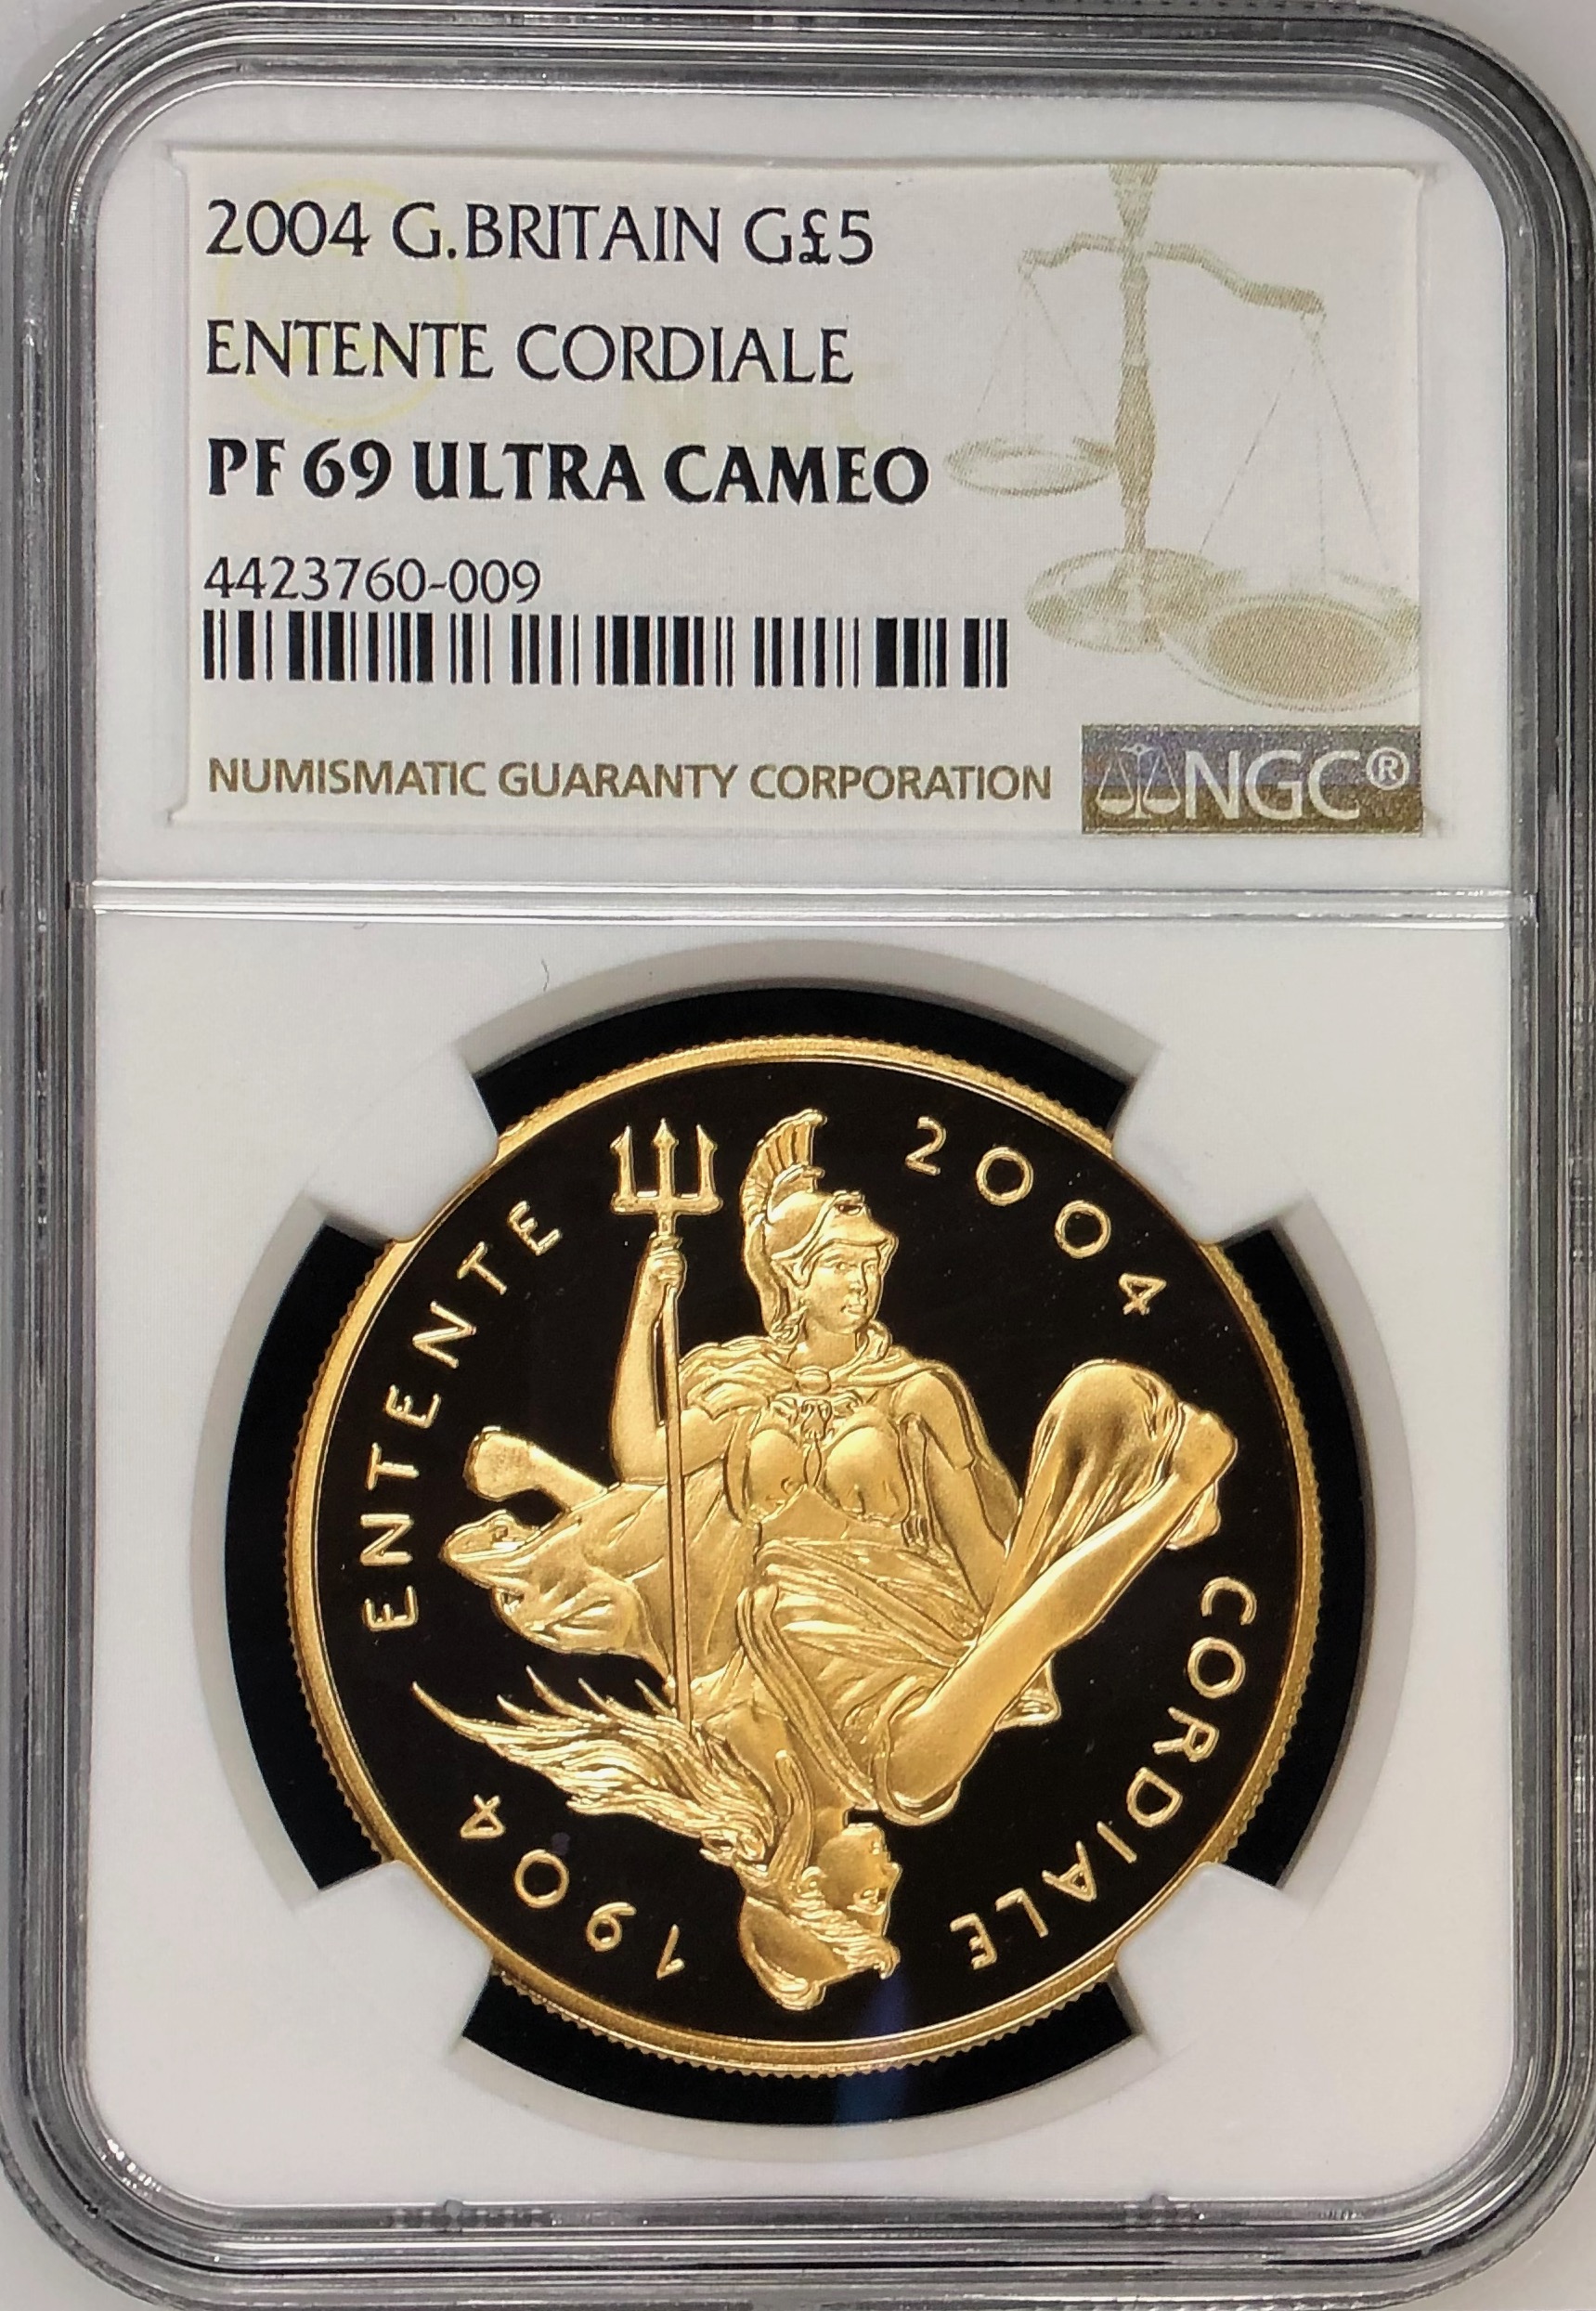 2004 G.BRITAIN G£5
ENTENTE CORDIALE
PF 69 ULTRA CAMEO
4423760-009
NUMISMATIC GUARANTY CORPORATION
NGC®
ENTENTE
2004
CORDIALE
1904